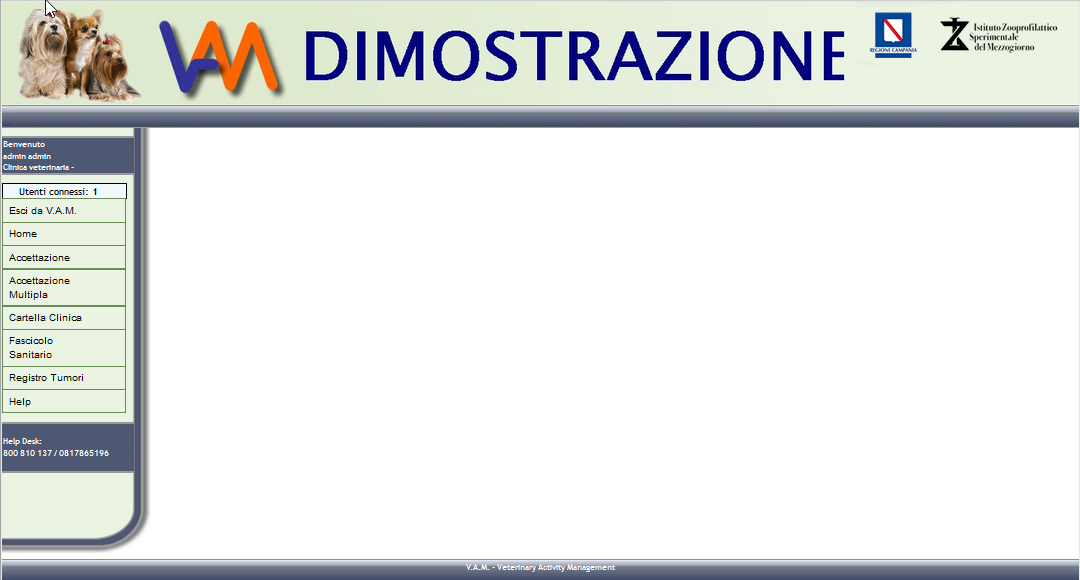 VAM DIMOSTRAZIONE
REGIONE CAMPANIA
Istituto Zooprofilattico
Sperimentale
del Mezzogiorno
Benvenuto
admin admin
Clinica veterinaria -
Utenti connessi: 1
Esci da V.A.M.
Home
Accettazione
Accettazione
Multipla
Cartella Clinica
Fascicolo
Sanitario
Registro Tumori
Help
Help Desk:
800 810 137 / 0817865196
V.A.M. - Veterinary Activity Management